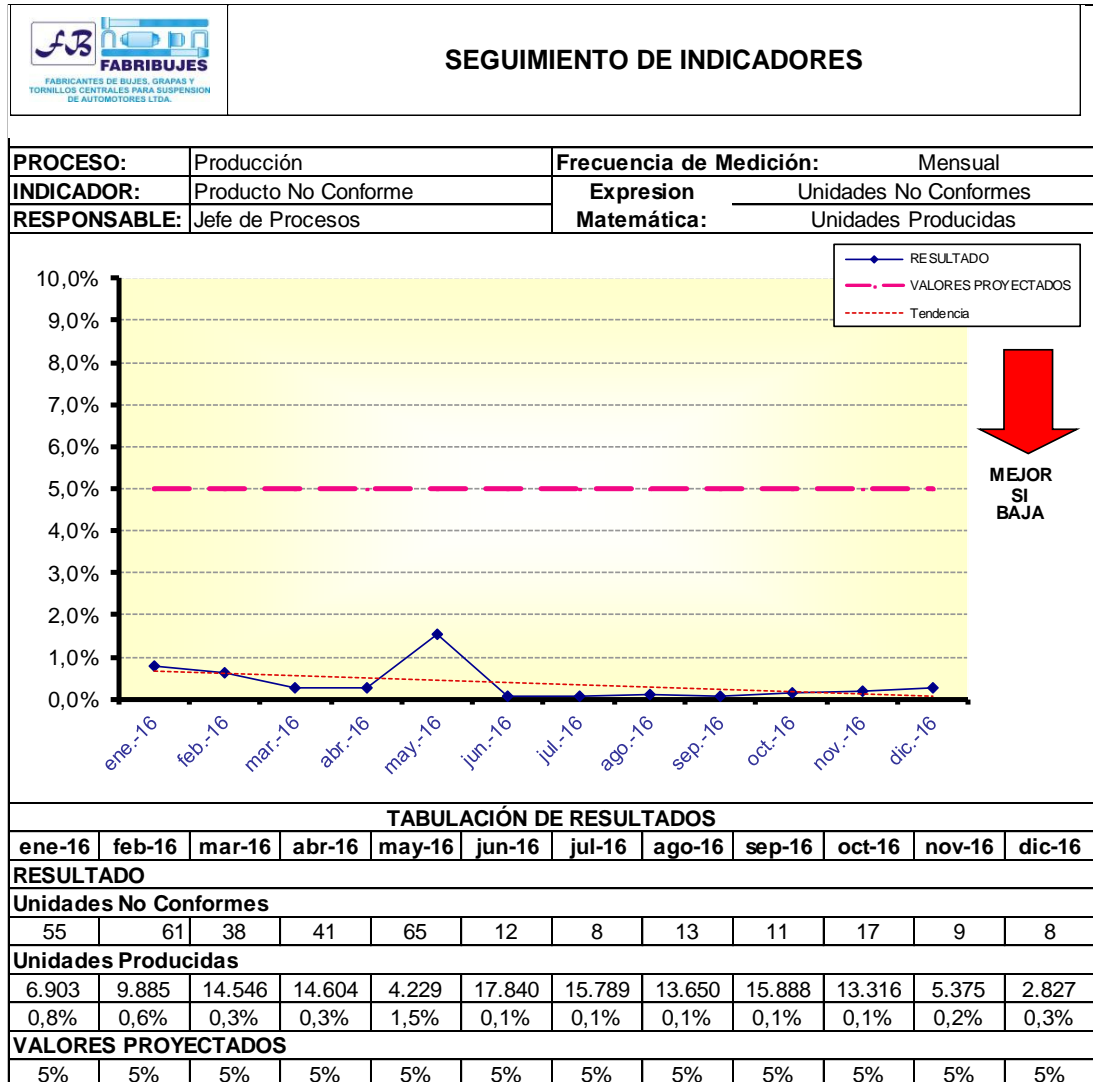 FB
FABRIBUJES
FABRICANTES DE BUJES, GRAPAS Y
TORNILLOS CENTRALES PARA SUSPENSION
DE AUTOMOTORES LTDA.
SEGUIMIENTO DE INDICADORES
PROCESO: Producción Frecuencia de Medición: Mensual
INDICADOR: Producto No Conforme Expresion Unidades No Conformes
RESPONSABLE: Jefe de Procesos Matemática: Unidades Producidas
RESULTADO
VALORES PROYECTADOS
Tendencia
10,0%
9,0%
8,0%
7,0%
6,0%
5,0%
4,0%
3,0%
2,0%
1,0%
0,0%
MEJOR
SI
BAJA
ene.-16 feb.-16 mar.-16 abr.-16 may.-16 jun.-16 jul.-16 ago.-16 sep.-16 oct.-16 nov.-16 dic.-16
TABULACIÓN DE RESULTADOS
ene-16 feb-16 mar-16 abr-16 may-16 jun-16 jul-16 ago-16 sep-16 oct-16 nov-16 dic-16
RESULTADO
Unidades No Conformes
55 61 38 41 65 12 8 13 11 17 9 8
Unidades Producidas
6.903 9.885 14.546 14.604 4.229 17.840 15.789 13.650 15.888 13.316 5.375 2.827
0,8% 0,6% 0,3% 0,3% 1,5% 0,1% 0,1% 0,1% 0,1% 0,1% 0,2% 0,3%
VALORES PROYECTADOS
5% 5% 5% 5% 5% 5% 5% 5% 5% 5% 5% 5%